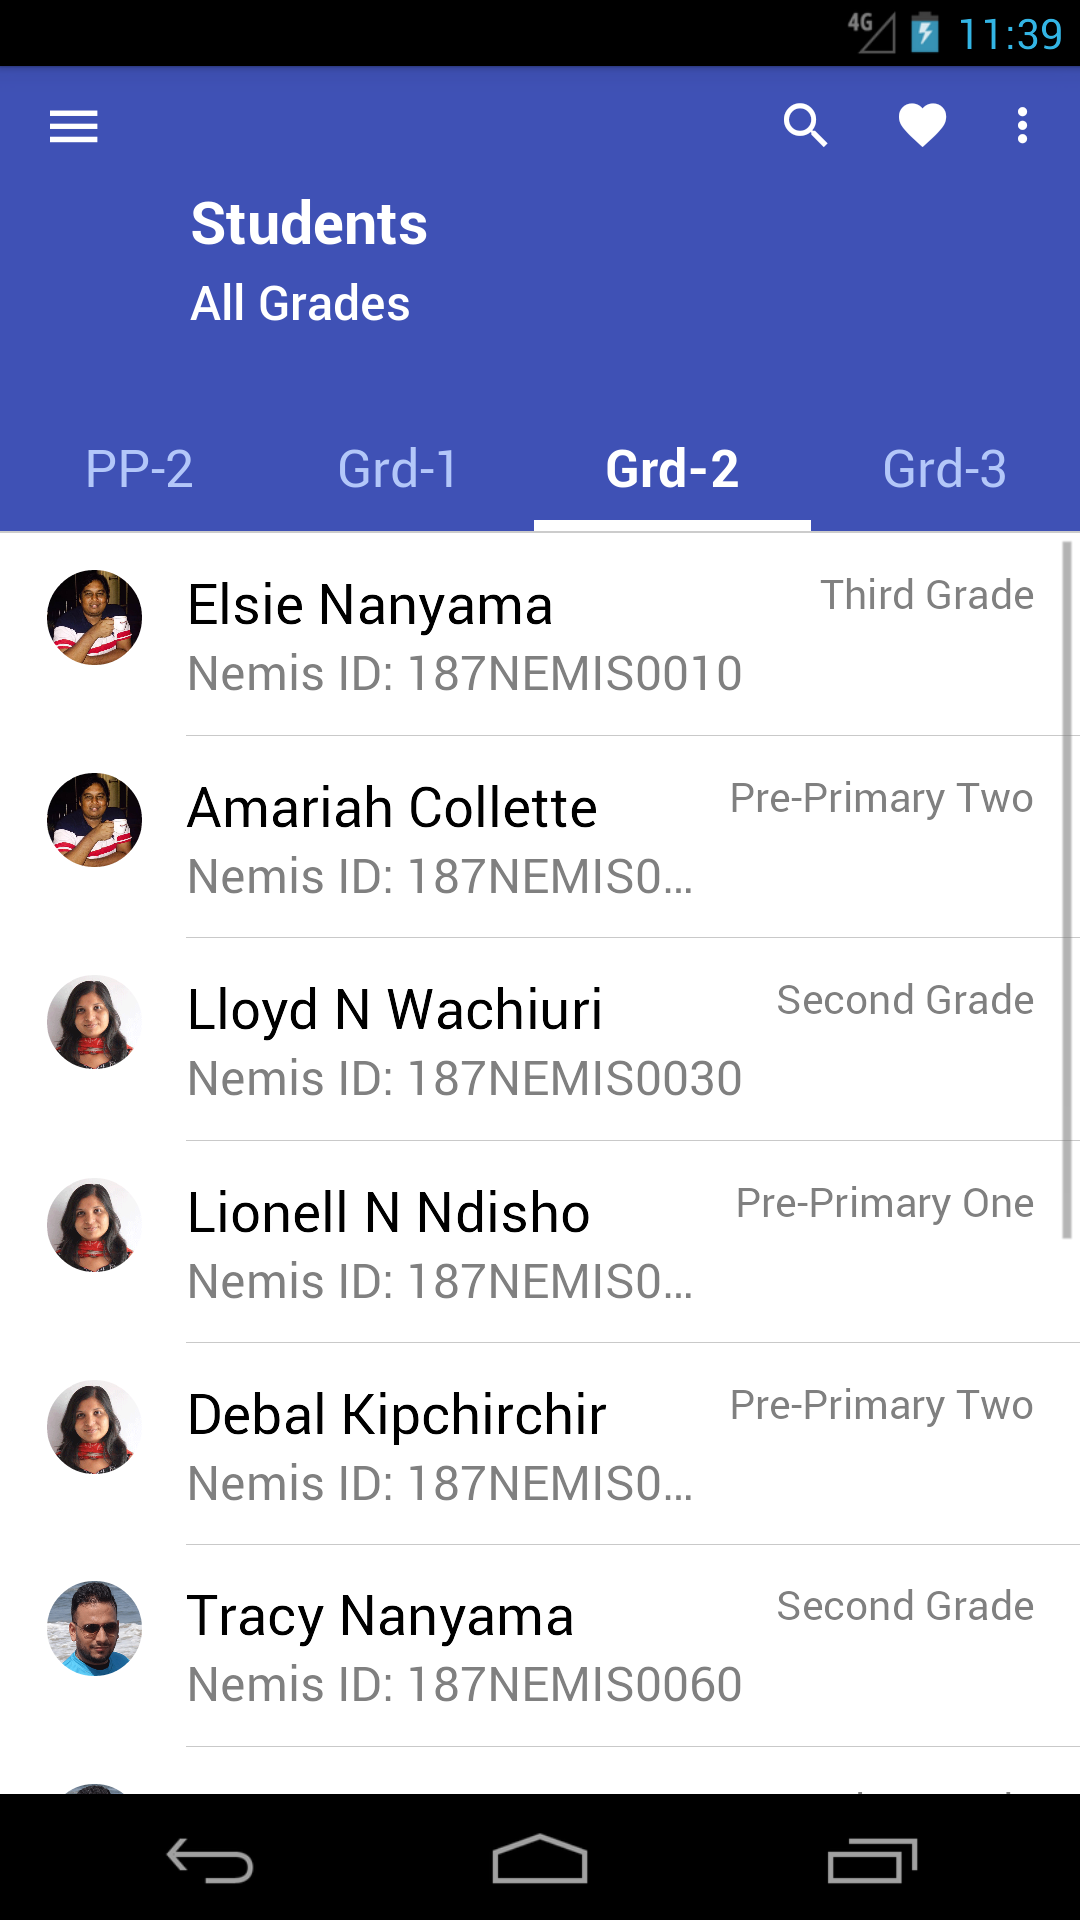 4G 11:39
Students
All Grades
PP-2 Grd-1 Grd-2 Grd-3
Elsie Nanyama Third Grade
Nemis ID: 187NEMIS0010
Amariah Collette Pre-Primary Two
Nemis ID: 187NEMIS0...
Lloyd N Wachiuri Second Grade
Nemis ID: 187NEMIS0030
Lionell N Ndisho Pre-Primary One
Nemis ID: 187NEMIS0...
Debal Kipchirchir Pre-Primary Two
Nemis ID: 187NEMIS0...
Tracy Nanyama Second Grade
Nemis ID: 187NEMIS0060